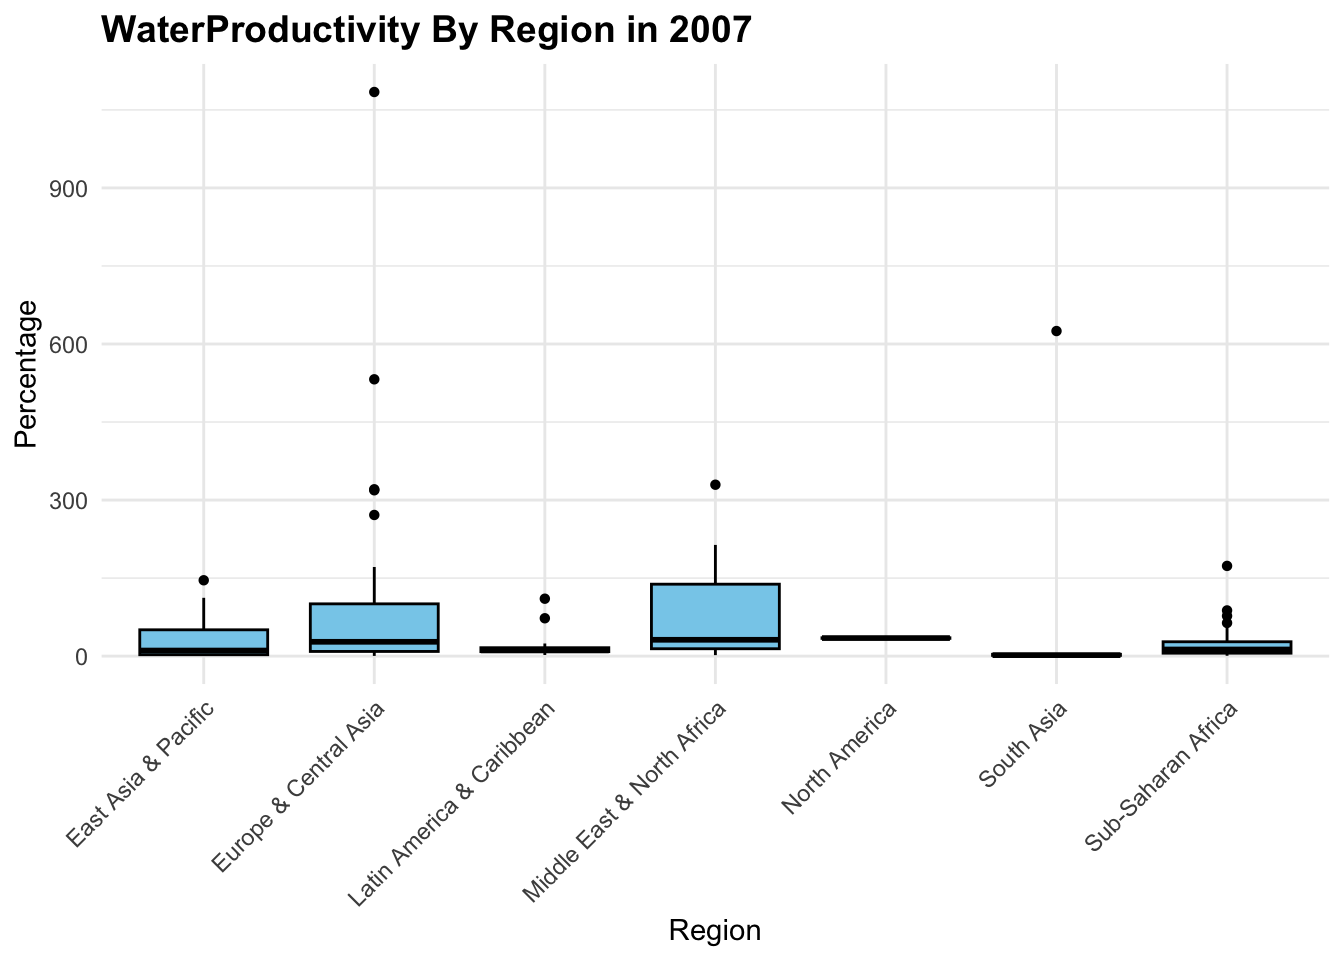 WaterProductivity By Region in 2007
Percentage
900
600
300
0
East Asia & Pacific
Europe & Central Asia
Latin America & Caribbean
Middle East & North Africa
North America
South Asia
Sub-Saharan Africa
Region